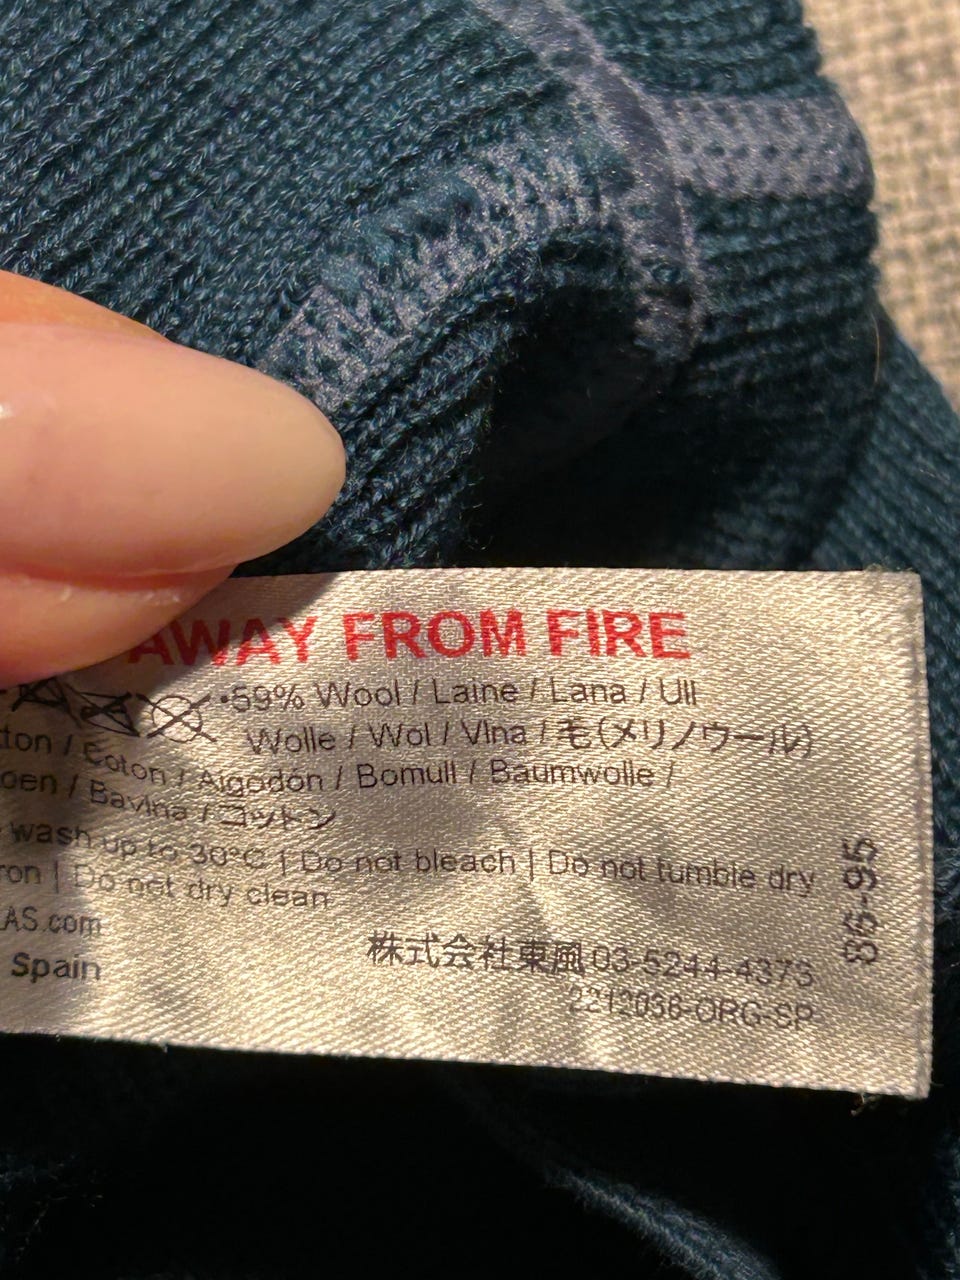 AWAY FROM FIRE
59% Wool / Laine / Lana / Ull
Wolle / Wol / Vlna / 毛(メリノウール)
ton / Coton / Algodón / Bomull / Baumwolle /
oen / Bavlna / コットン
wash up to 30°C | Do not bleach | Do not tumble dry
ron | Do not dry clean
AS.com
Spain
株式会社東風 03-5244-4373
2212036-ORG-SP
86-95